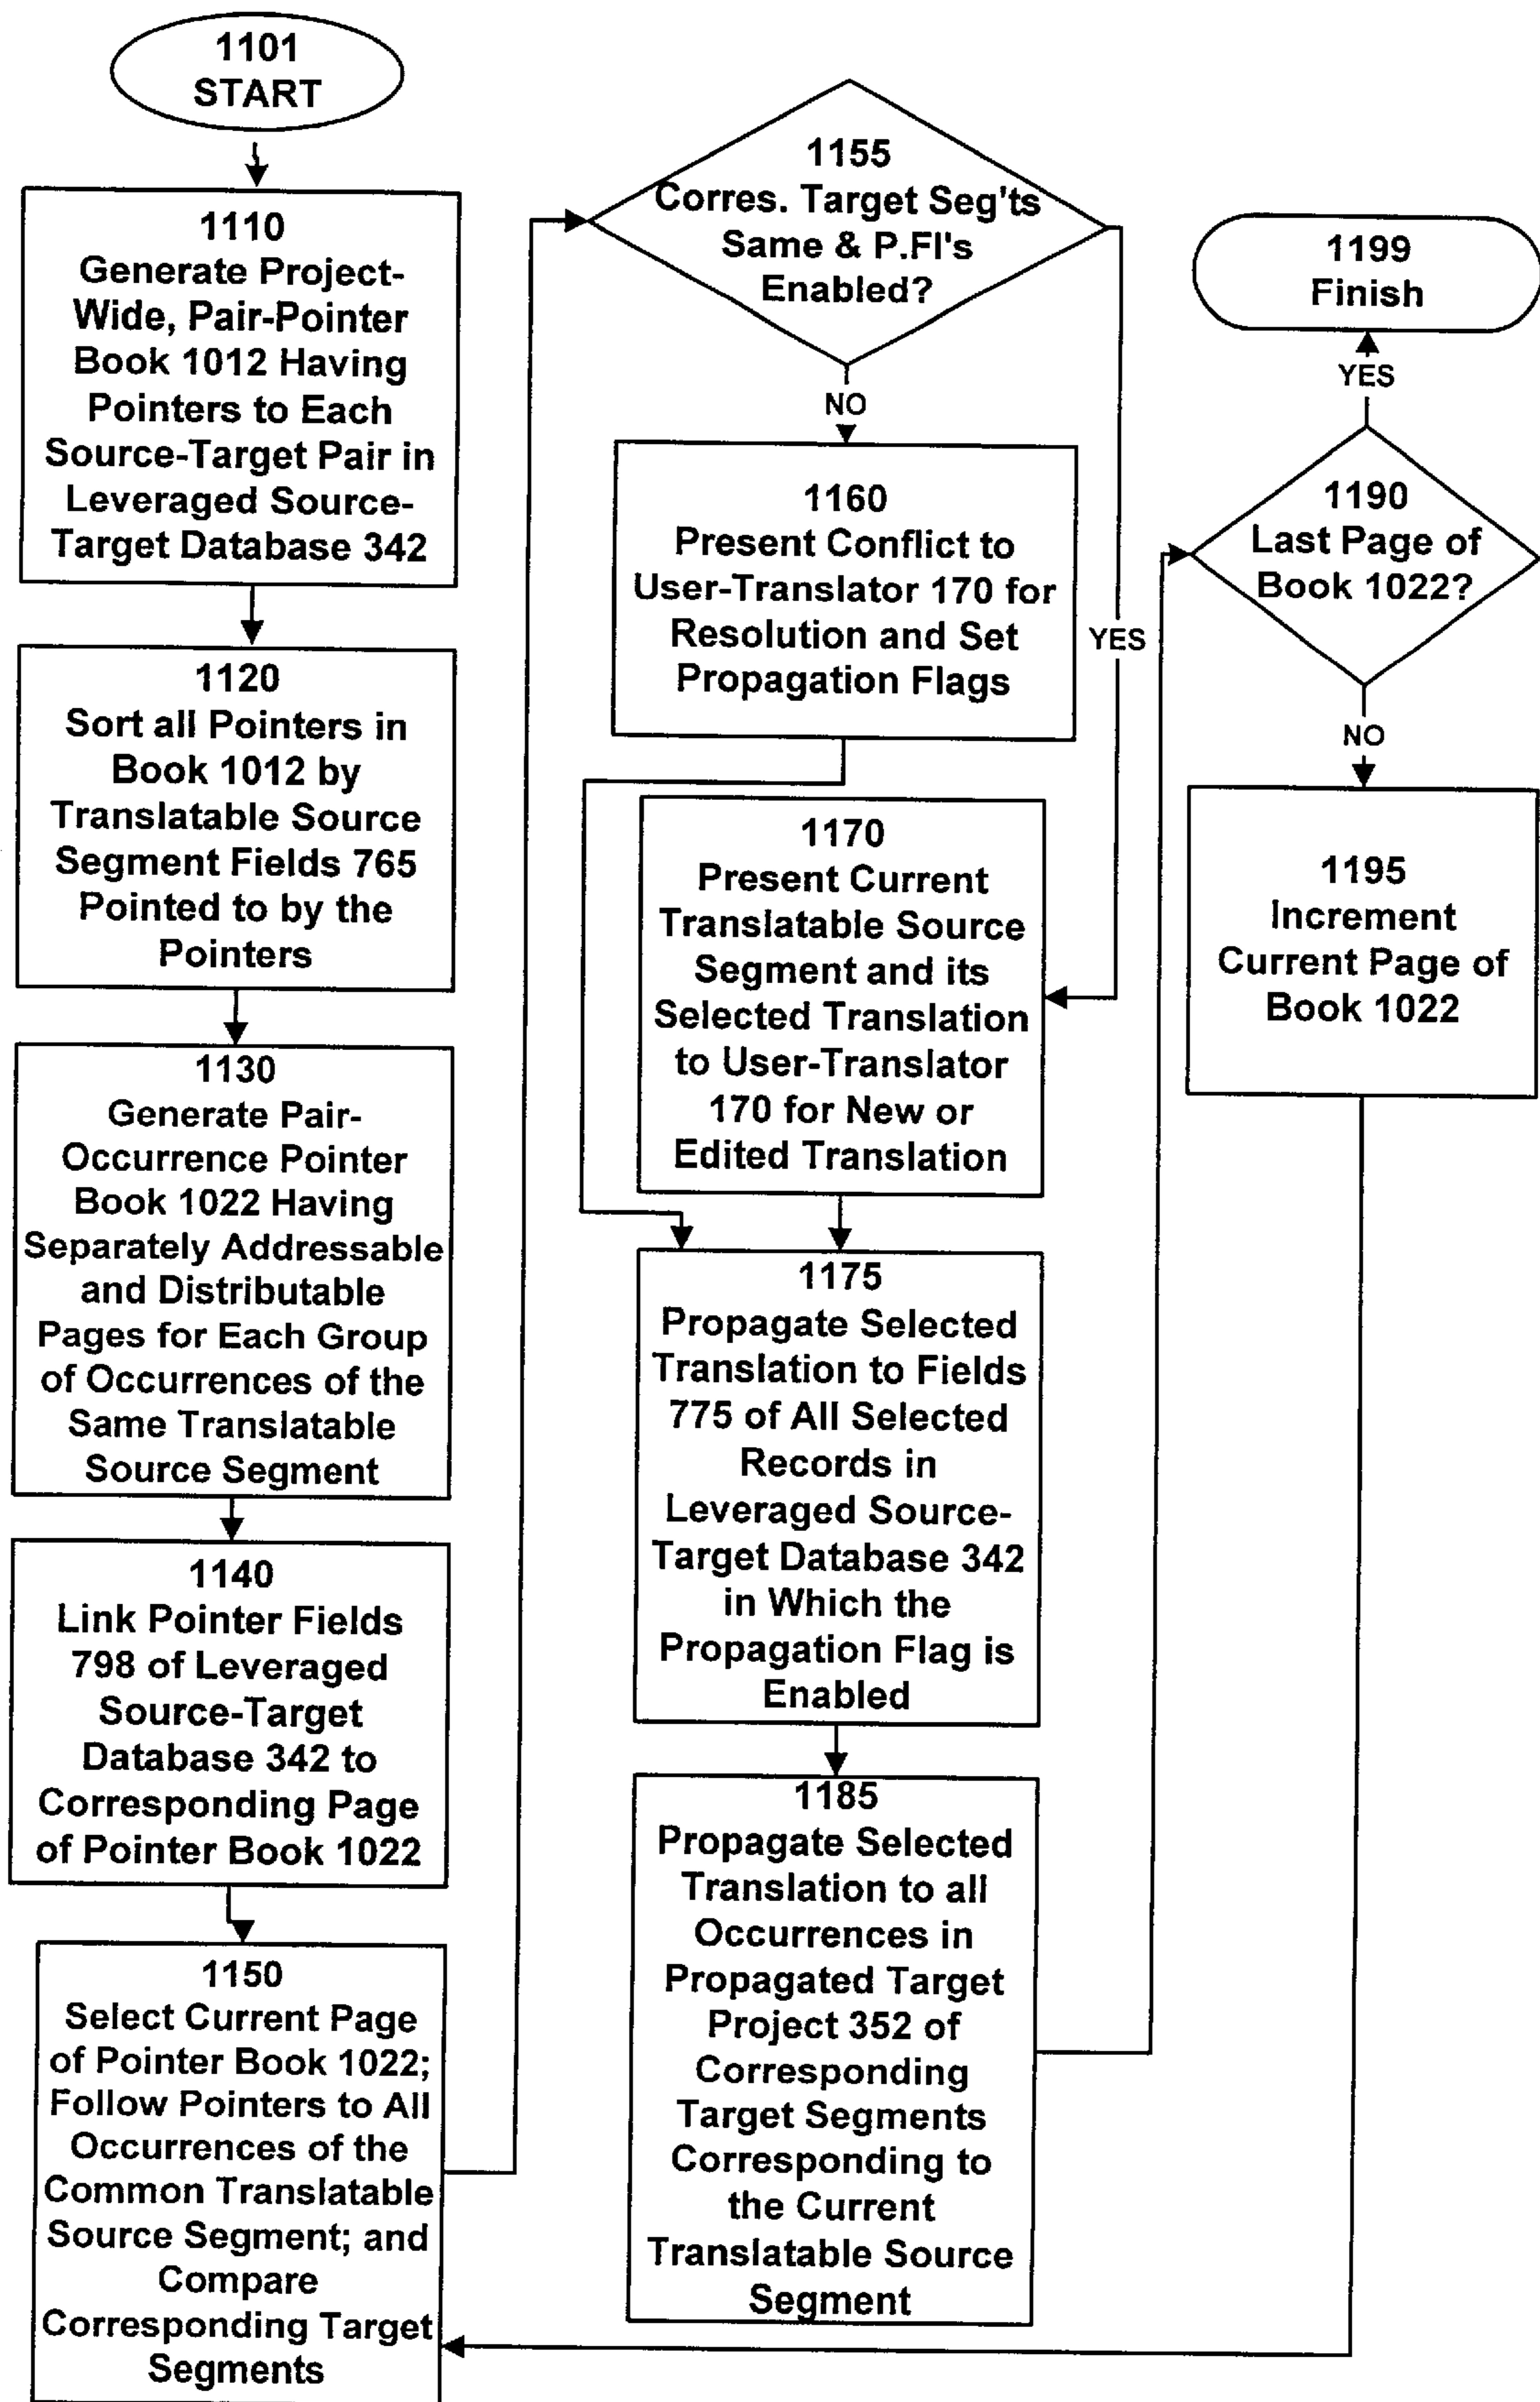 1101
START
1110
Generate Project-
Wide, Pair-Pointer
Book 1012 Having
Pointers to Each
Source-Target Pair in
Leveraged Source-
Target Database 342
1120
Sort all Pointers in
Book 1012 by
Translatable Source
Segment Fields 765
Pointed to by the
Pointers
1130
Generate Pair-
Occurrence Pointer
Book 1022 Having
Separately Addressable
and Distributable
Pages for Each Group
of Occurrences of the
Same Translatable
Source Segment
1140
Link Pointer Fields
798 of Leveraged
Source-Target
Database 342 to
Corresponding Page
of Pointer Book 1022
1150
Select Current Page
of Pointer Book 1022;
Follow Pointers to All
Occurrences of the
Common Translatable
Source Segment; and
Compare
Corresponding Target
Segments
1155
Corres. Target Seg'ts
Same & P.Fl's
Enabled?
NO
YES
1160
Present Conflict to
User-Translator 170 for
Resolution and Set
Propagation Flags
1170
Present Current
Translatable Source
Segment and its
Selected Translation
to User-Translator
170 for New or
Edited Translation
1175
Propagate Selected
Translation to Fields
775 of All Selected
Records in
Leveraged Source-
Target Database 342
in Which the
Propagation Flag is
Enabled
1185
Propagate Selected
Translation to all
Occurrences in
Propagated Target
Project 352 of
Corresponding
Target Segments
Corresponding to
the Current
Translatable Source
Segment
1199
Finish
YES
1190
Last Page of
Book 1022?
NO
1195
Increment
Current Page of
Book 1022